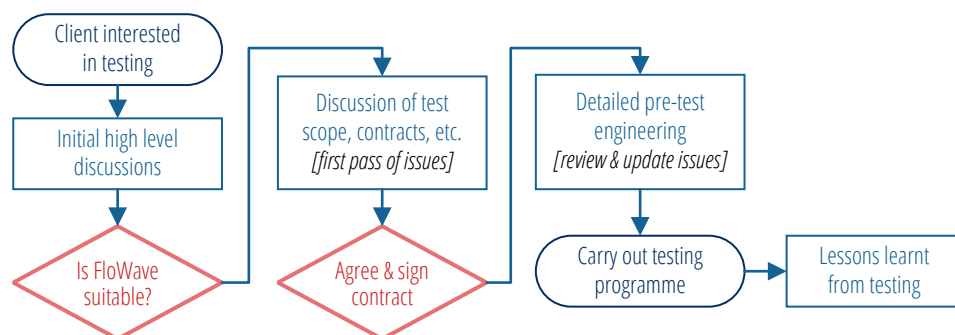 Client interested
in testing
Initial high level
discussions
Is FloWave
suitable?
Discussion of test
scope, contracts, etc.
[first pass of issues]
Agree & sign
contract
Detailed pre-test
engineering
[review & update issues]
Carry out testing
programme
Lessons learnt
from testing